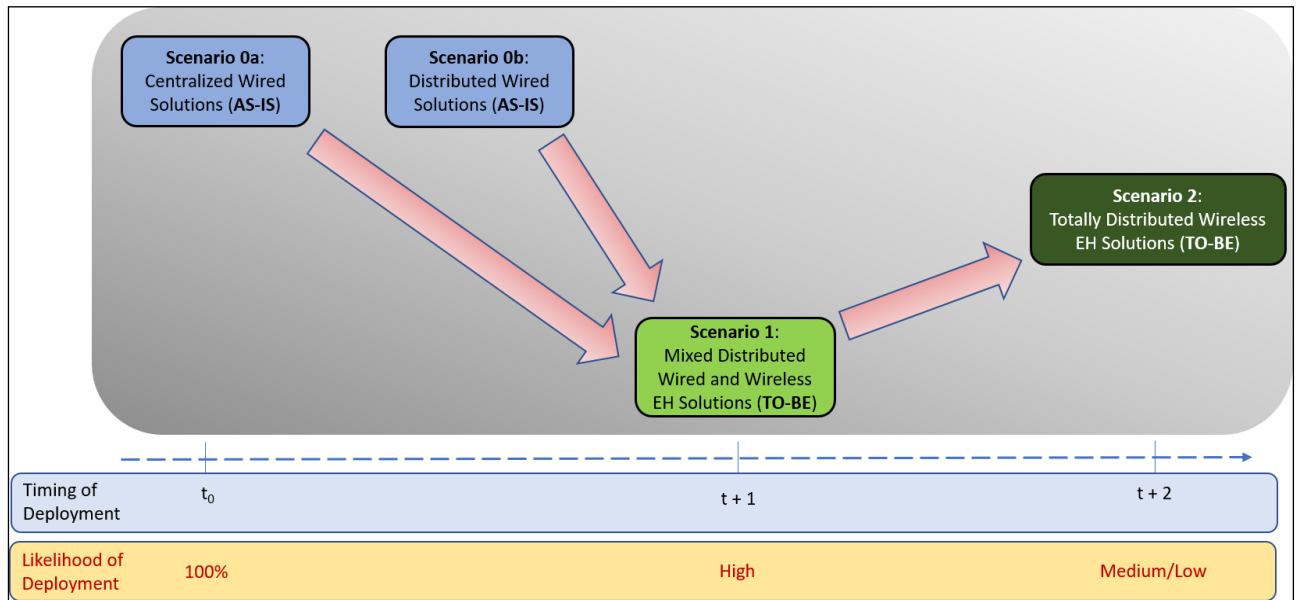 Scenario 0a:
Centralized Wired
Solutions (AS-IS)
Scenario 0b:
Distributed Wired
Solutions (AS-IS)
Scenario 2:
Totally Distributed Wireless
EH Solutions (TO-BE)
Scenario 1:
Mixed Distributed
Wired and Wireless
EH Solutions (TO-BE)
Timing of
Deployment
t0
t + 1
t + 2
Likelihood of
Deployment
100%
High
Medium/Low